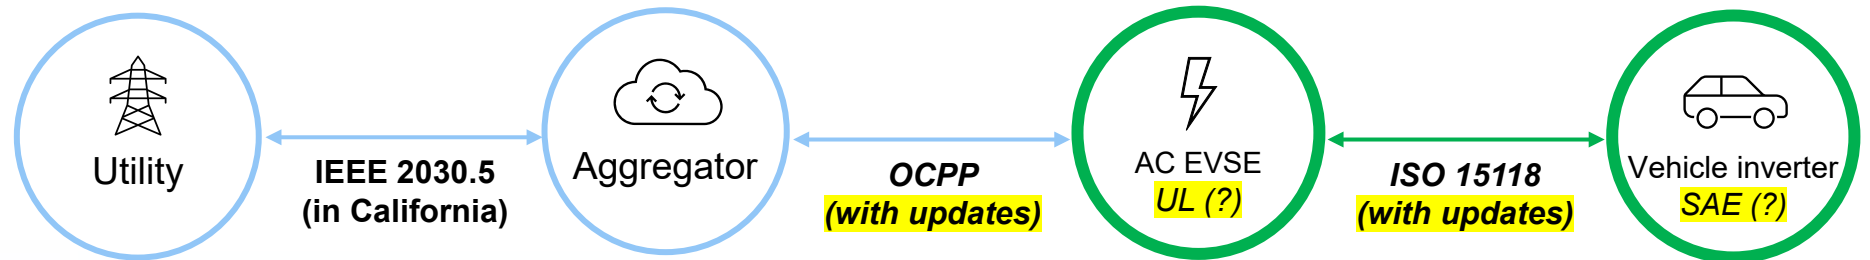 Utility
IEEE 2030.5
(in California)
Aggregator
OCPP
(with updates)
AC EVSE
UL (?)
ISO 15118
(with updates)
Vehicle inverter
SAE (?)